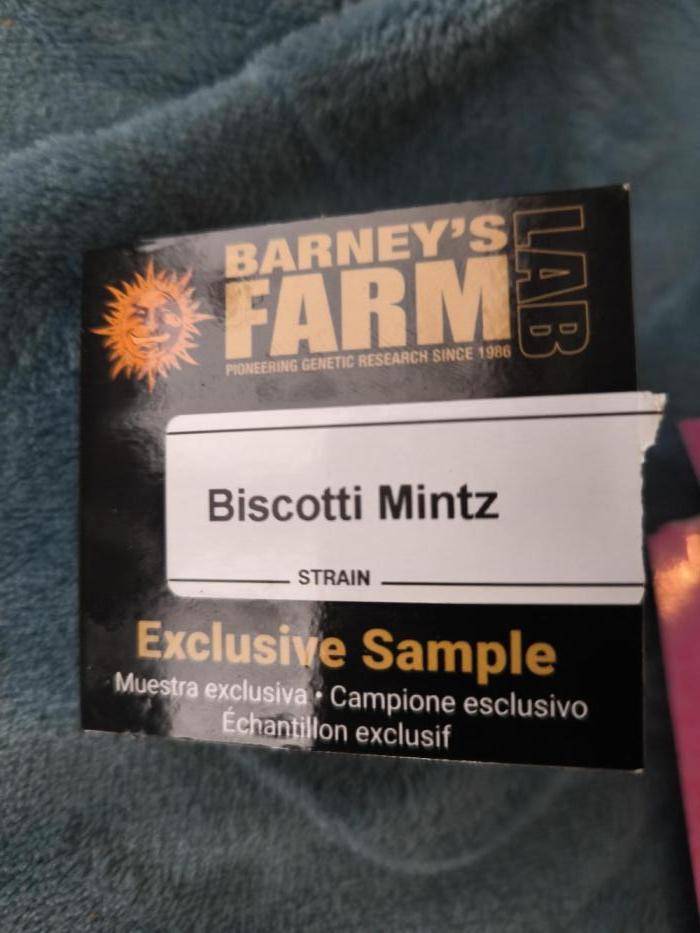 BARNEY'S
FARM
LAB
PIONEERING GENETIC RESEARCH SINCE 1986
Biscotti Mintz
STRAIN
Exclusive Sample
Muestra exclusiva • Campione esclusivo
Échantillon exclusif